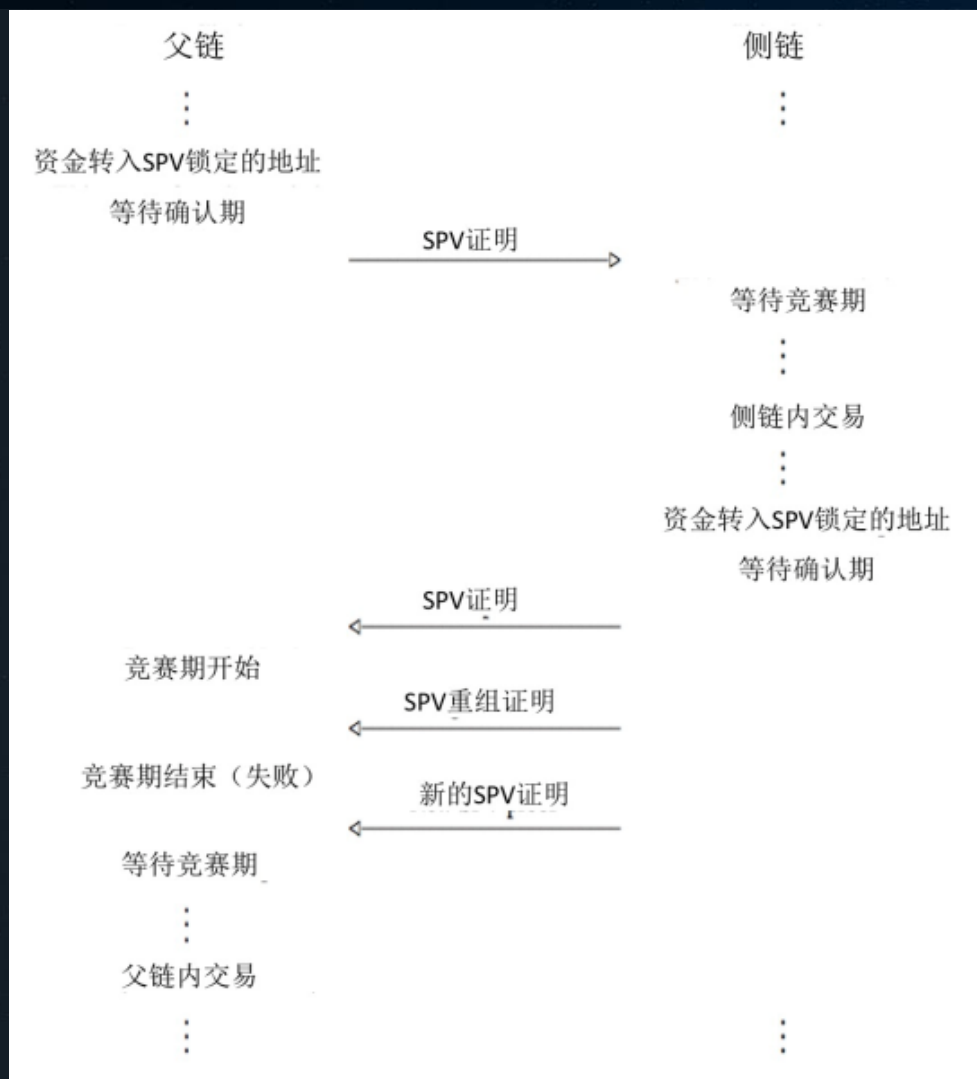 父链
侧链
资金转入SPV锁定的地址
等待确认期
SPV证明
等待竞赛期
侧链内交易
资金转入SPV锁定的地址
等待确认期
SPV证明
竞赛期开始
SPV重组证明
竞赛期结束（失败）
新的SPV证明
等待竞赛期
父链内交易